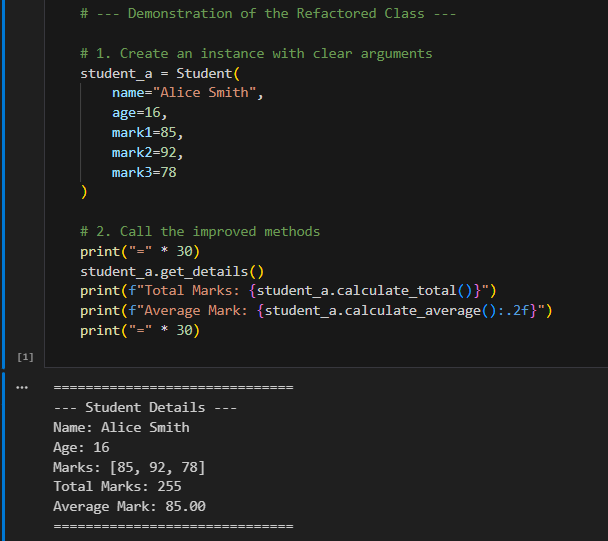 # --- Demonstration of the Refactored Class ---
# 1. Create an instance with clear arguments
student_a = Student(
    name="Alice Smith",
    age=16,
    mark1=85,
    mark2=92,
    mark3=78
)
# 2. Call the improved methods
print("=" * 30)
student_a.get_details()
print(f"Total Marks: {student_a.calculate_total()}")
print(f"Average Mark: {student_a.calculate_average():.2f}")
print("=" * 30)
[1]
...
==============================
--- Student Details ---
Name: Alice Smith
Age: 16
Marks: [85, 92, 78]
Total Marks: 255
Average Mark: 85.00
==============================